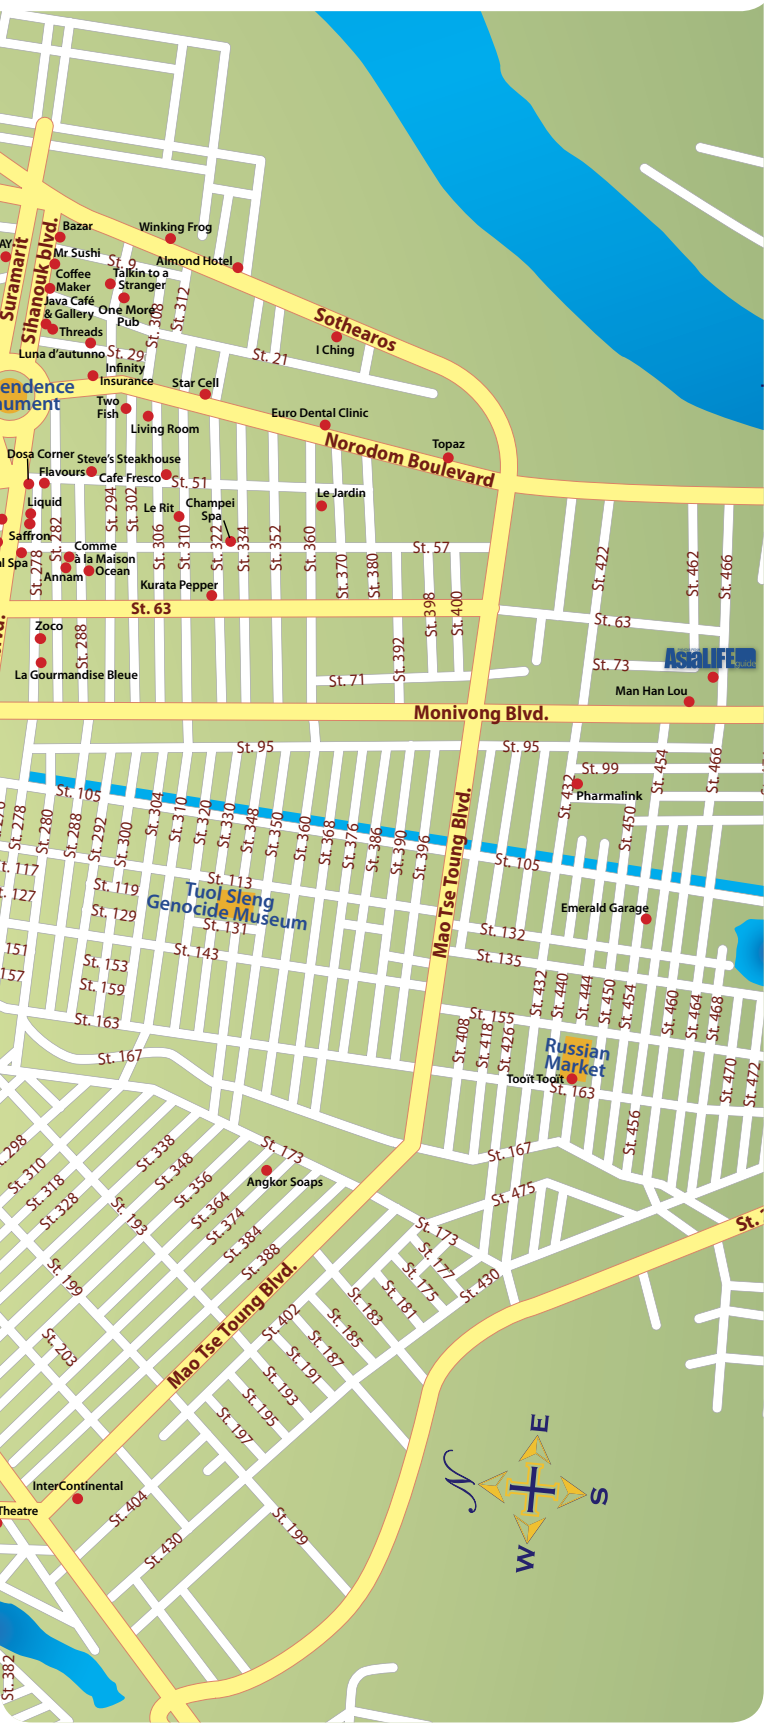 Bazar
Winking Frog
AY
Mr Sushi
St. 9
Almond Hotel
Suramarit
Sihanouk blvd.
Coffee
Maker
Talkin to a
Stranger
Java Café
& Gallery
One More
Pub
St. 308
St. 312
Threads
Sothearos
I Ching
Luna d'autunno
St. 29
St. 21
Infinity
Insurance
Star Cell
endence
ument
Two
Fish
Living Room
Euro Dental Clinic
Norodom Boulevard
Topaz
Dosa Corner
Flavours
Steve's Steakhouse
Cafe Fresco
St. 51
Le Jardin
Liquid
St. 294
St. 302
Le Rit
Champei
Spa
Saffron
St. 282
St. 278
St. 306
St. 310
St. 322
St. 334
St. 352
St. 360
St. 370
St. 380
St. 57
St. 422
St. 462
St. 466
l Spa
Comme
à la Maison
Annam
Ocean
Kurata Pepper
St. 63
St. 398
St. 400
St. 63
Zoco
St. 288
St. 392
La Gourmandise Bleue
St. 71
St. 73
AsiaLIFE guide
Man Han Lou
Monivong Blvd.
St. 95
St. 95
St. 99
St. 454
St. 466
St. 432
Pharmalink
St. 105
St. 278
St. 280
St. 288
St. 292
St. 300
St. 304
St. 310
St. 320
St. 330
St. 348
St. 350
St. 360
St. 368
St. 376
St. 386
St. 390
St. 396
Mao Tse Toung Blvd.
St. 450
St. 105
t. 117
St. 119
St. 113
t. 127
St. 129
Tuol Sleng
Genocide Museum
St. 131
Emerald Garage
St. 132
St. 135
151
St. 143
St. 153
157
St. 159
St. 163
St. 155
St. 432
St. 440
St. 444
St. 450
St. 454
St. 460
St. 464
St. 468
St. 408
St. 418
St. 426
Russian
Market
Tooït Tooït
St. 163
St. 470
St. 472
St. 456
St. 167
St. 167
St. 173
Angkor Soaps
St. 298
St. 310
St. 318
St. 328
St. 338
St. 348
St. 356
St. 364
St. 374
St. 384
St. 388
St. 193
St. 199
St. 203
St. 475
St. 173
St. 177
St. 175
St. 430
St. 181
St. 183
St. 185
St. 187
St. 191
St. 193
St. 195
St. 197
St. 402
Mao Tse Toung Blvd.
N
E
S
W
InterContinental
Theatre
St. 404
St. 430
St. 199
St. 382